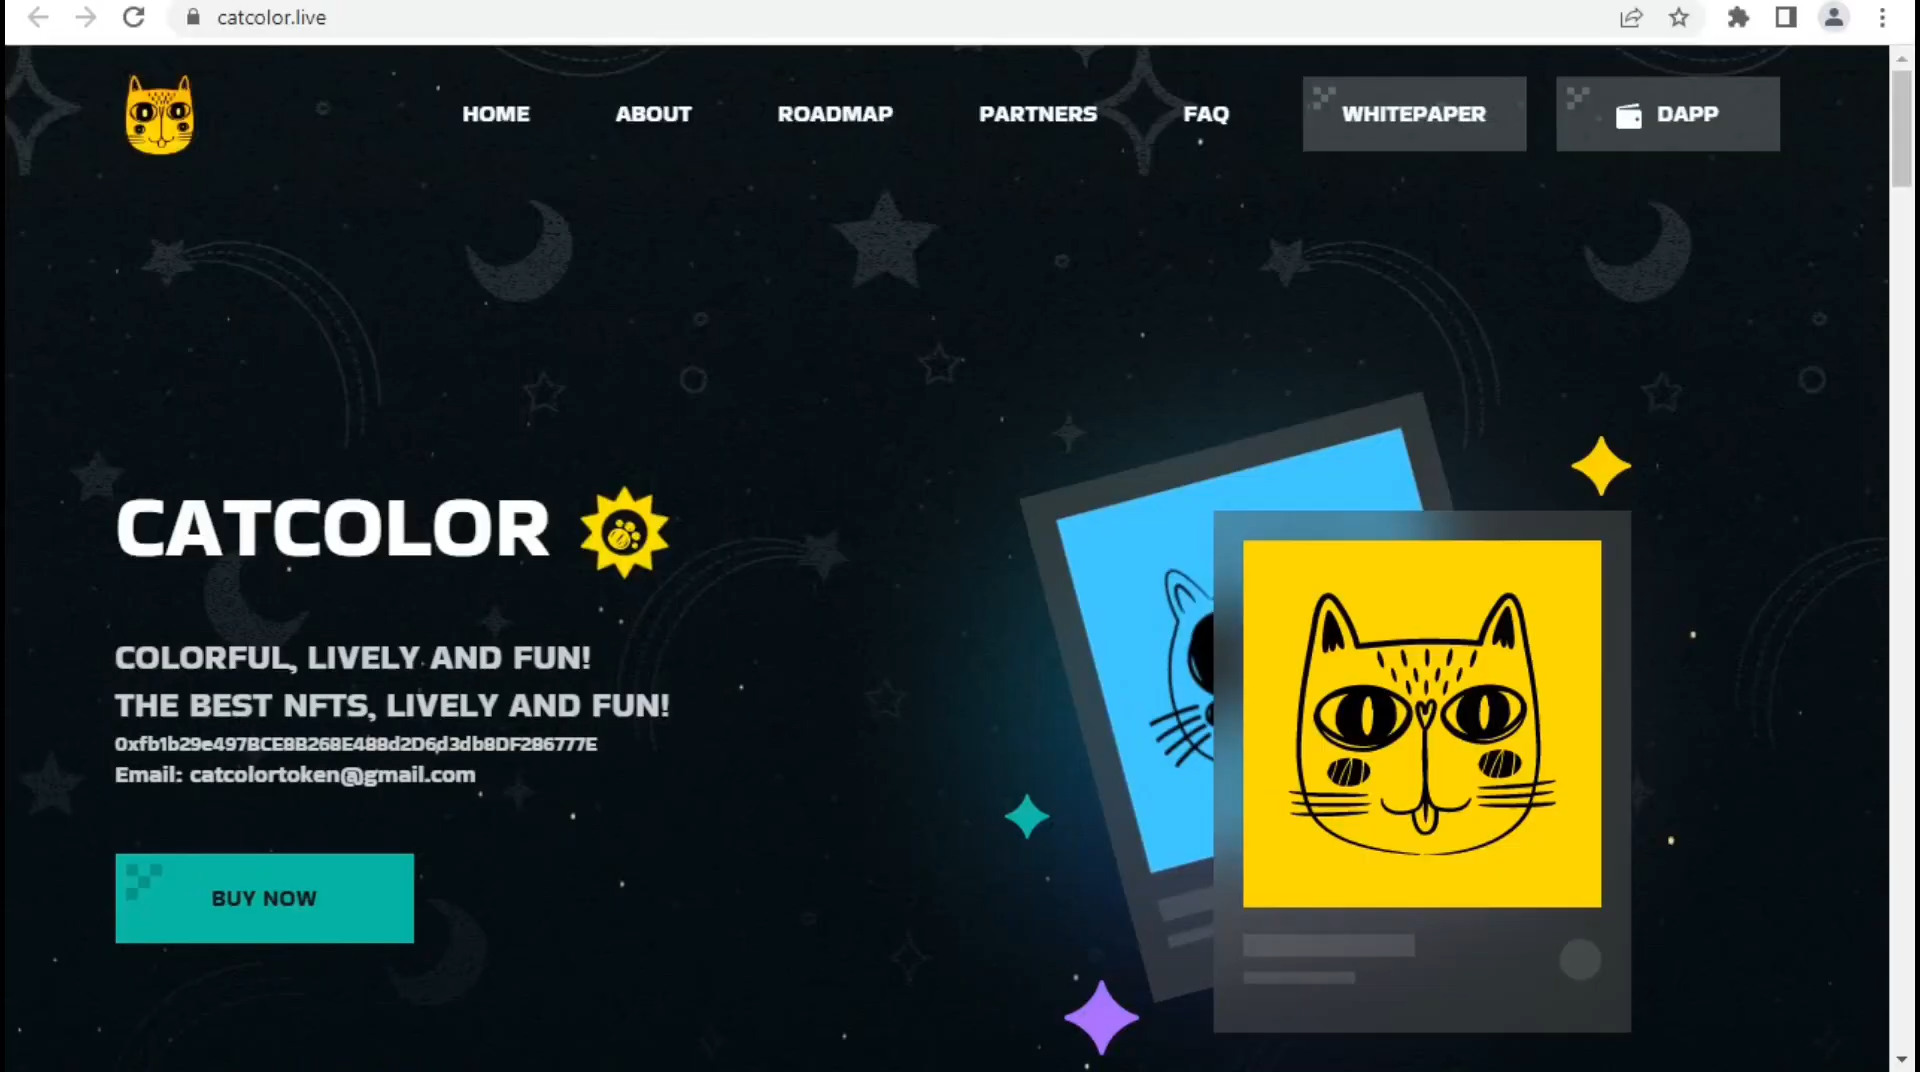 catcolor.live
HOME ABOUT ROADMAP PARTNERS FAQ WHITEPAPER DAPP
CATCOLOR
COLORFUL, LIVELY AND FUN!
THE BEST NFTS, LIVELY AND FUN!
0xfb1b29e497BCE8B268E488d2D6d3db8DF286777E
Email: catcolortoken@gmail.com
BUY NOW